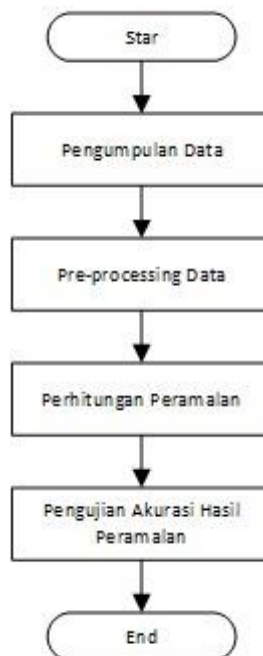 Star
Pengumpulan Data
Pre-processing Data
Perhitungan Peramalan
Pengujian Akurasi Hasil
Peramalan
End